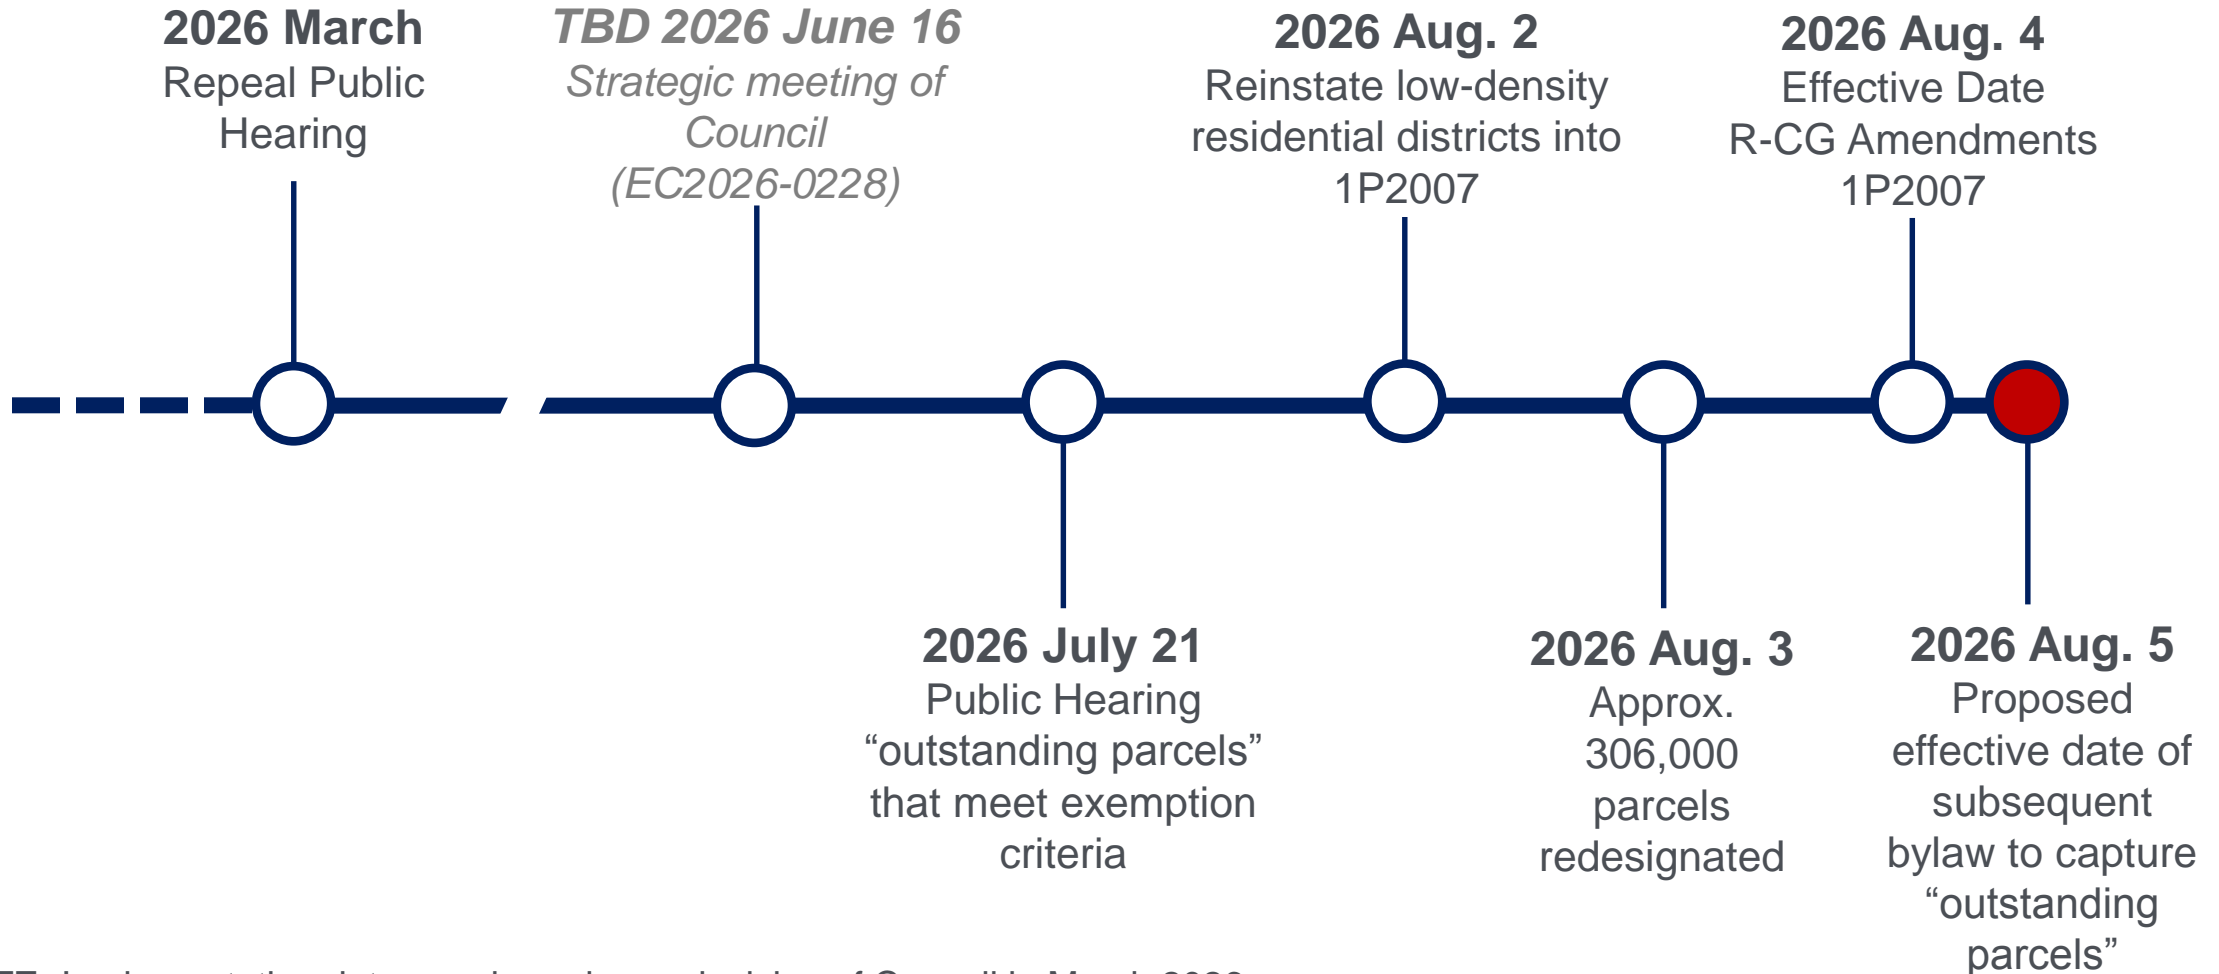 2026 March
Repeal Public
Hearing
TBD 2026 June 16
Strategic meeting of
Council
(EC2026-0228)
2026 Aug. 2
Reinstate low-density
residential districts into
1P2007
2026 Aug. 4
Effective Date
R-CG Amendments
1P2007
2026 July 21
Public Hearing
“outstanding parcels”
that meet exemption
criteria
2026 Aug. 3
Approx.
306,000
parcels
redesignated
2026 Aug. 5
Proposed
effective date of
subsequent
bylaw to capture
“outstanding
parcels”